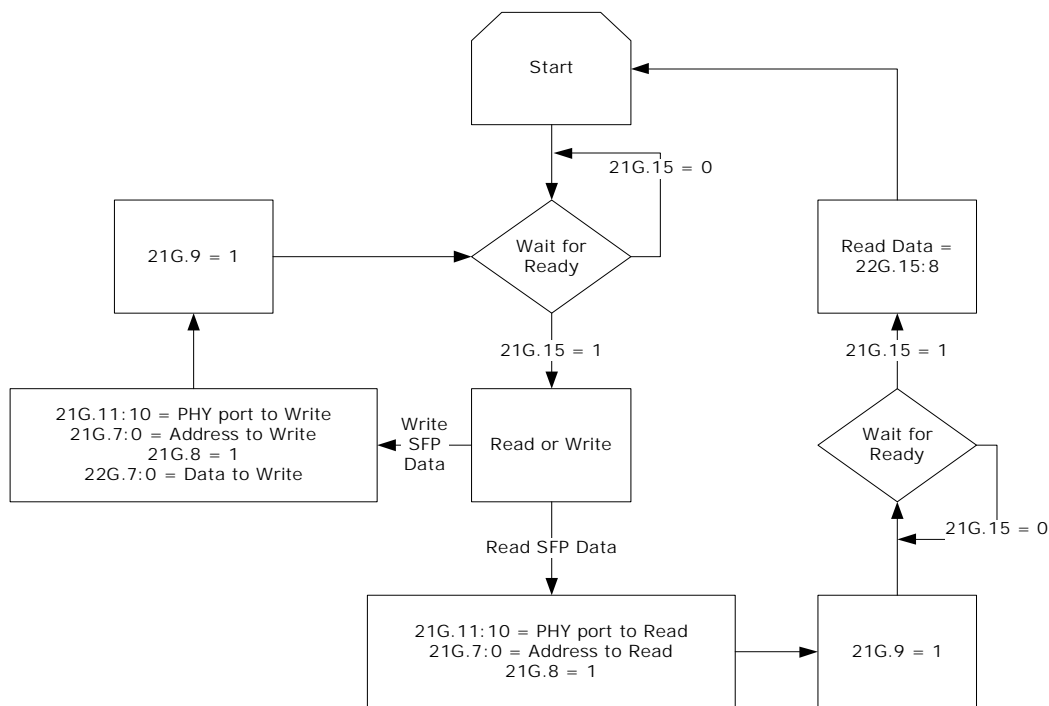 Start
21G.15 = 0
21G.9 = 1
Wait for
Ready
Read Data =
22G.15:8
21G.15 = 1
21G.15 = 1
21G.11:10 = PHY port to Write
21G.7:0 = Address to Write
21G.8 = 1
22G.7:0 = Data to Write
Write
SFP
Data
Read or Write
Wait for
Ready
21G.15 = 0
Read SFP Data
21G.11:10 = PHY port to Read
21G.7:0 = Address to Read
21G.8 = 1
21G.9 = 1